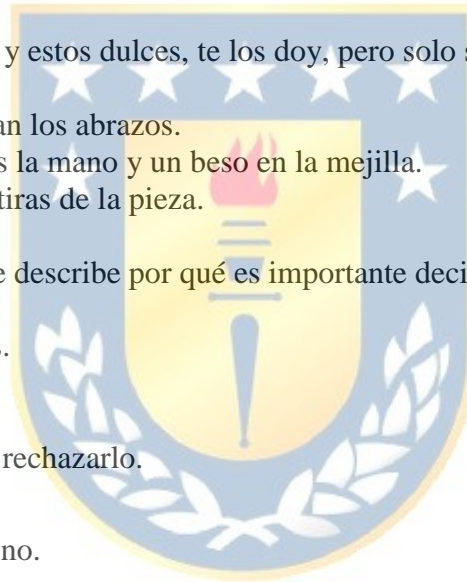 y estos dulces, te los doy, pero solo s
an los abrazos.
s la mano y un beso en la mejilla.
tiras de la pieza.
e describe por qué es importante deci
.
rechazarlo.
no.